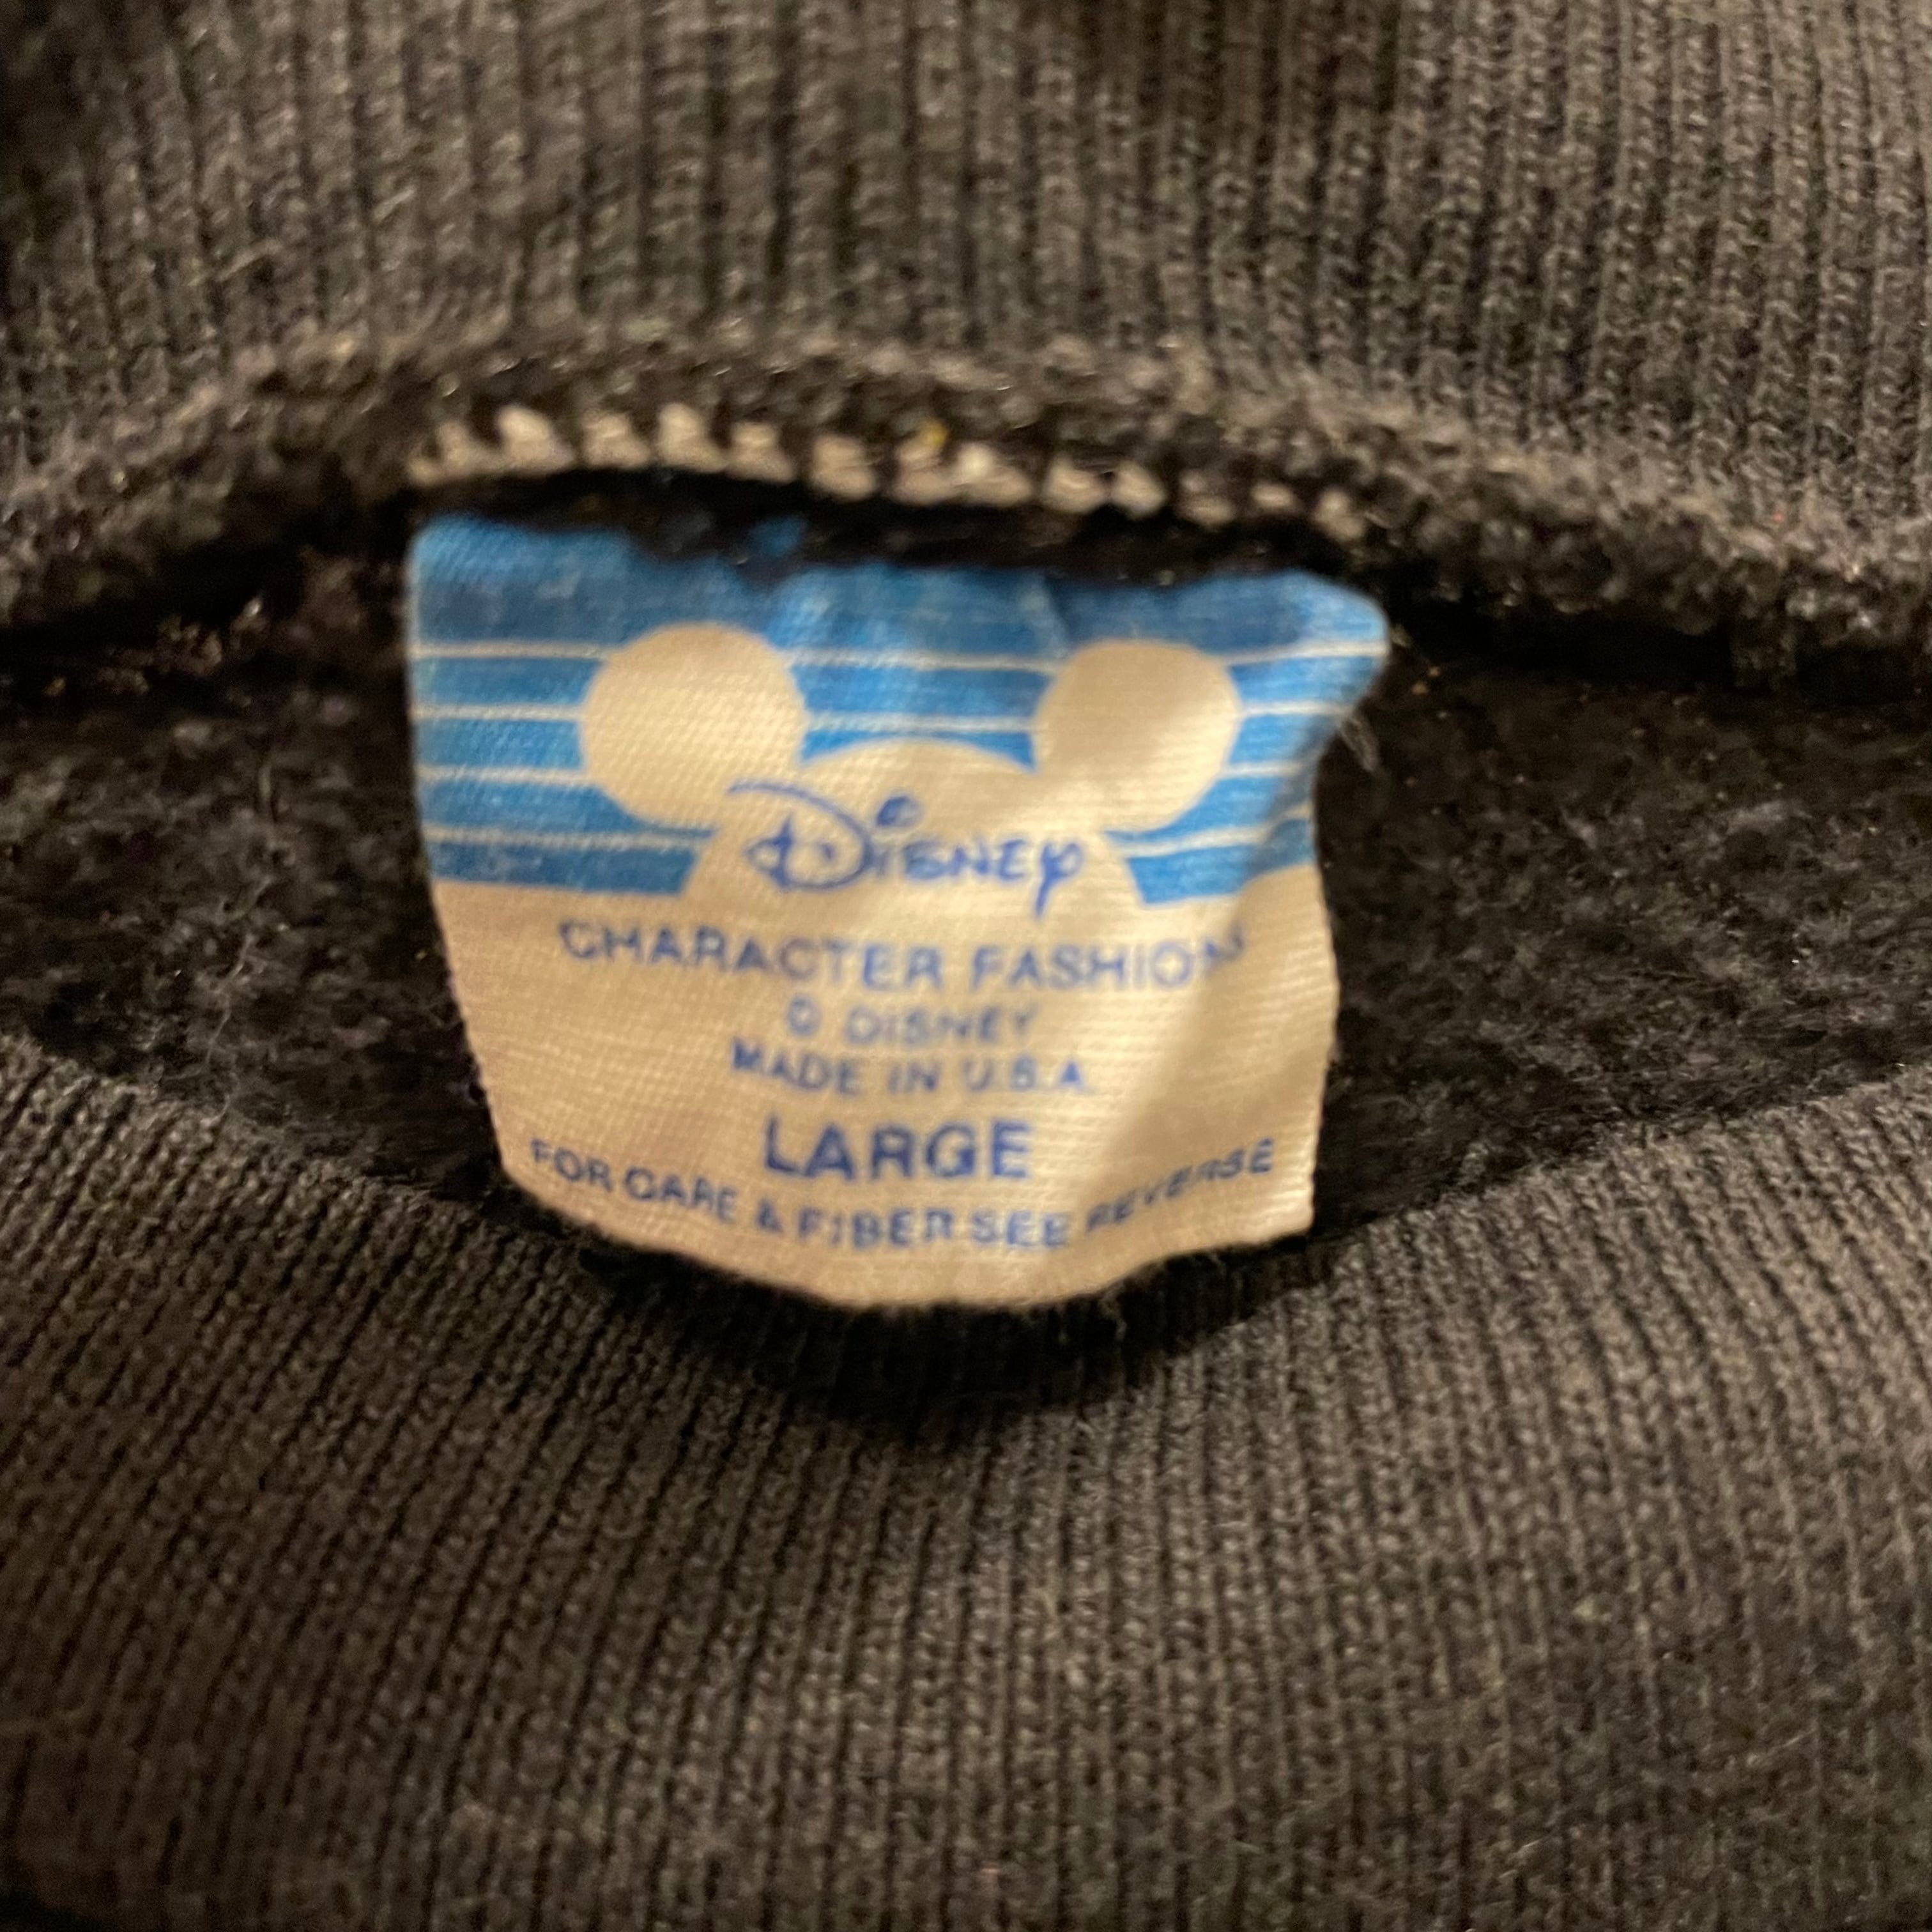 Disney
CHARACTER FASHIONS
© DISNEY
MADE IN U.S.A.
LARGE
FOR CARE & FIBER SEE REVERSE